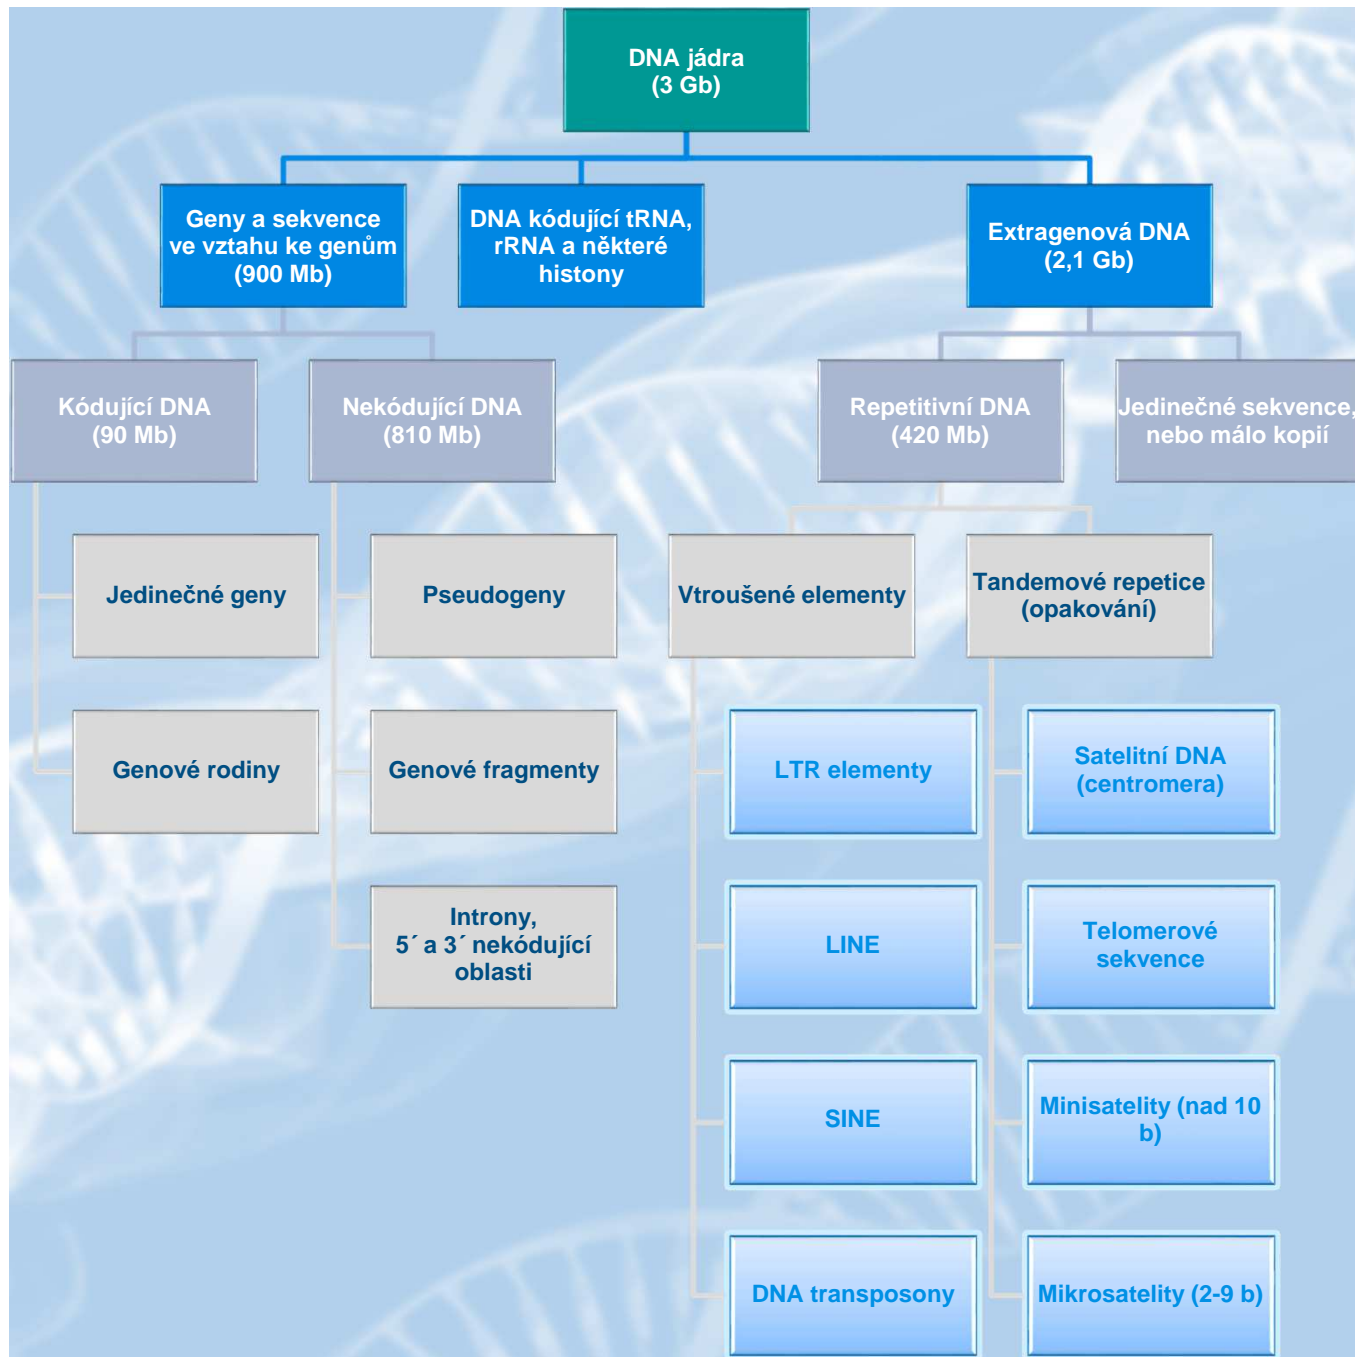 DNA jádra
(3 Gb)
Geny a sekvence
ve vztahu ke genům
(900 Mb)
DNA kódující tRNA,
rRNA a některé
histony
Extragenová DNA
(2,1 Gb)
Kódující DNA
(90 Mb)
Nekódující DNA
(810 Mb)
Repetitivní DNA
(420 Mb)
Jedinečné sekvence,
nebo málo kopií
Jedinečné geny
Pseudogeny
Vtroušené elementy
Tandemové repetice
(opakování)
Genové rodiny
Genové fragmenty
LTR elementy
Satelitní DNA
(centromera)
Introny,
5´ a 3´ nekódující
oblasti
LINE
Telomerové
sekvence
SINE
Minisatelity (nad 10
b)
DNA transposony
Mikrosatelity (2-9 b)